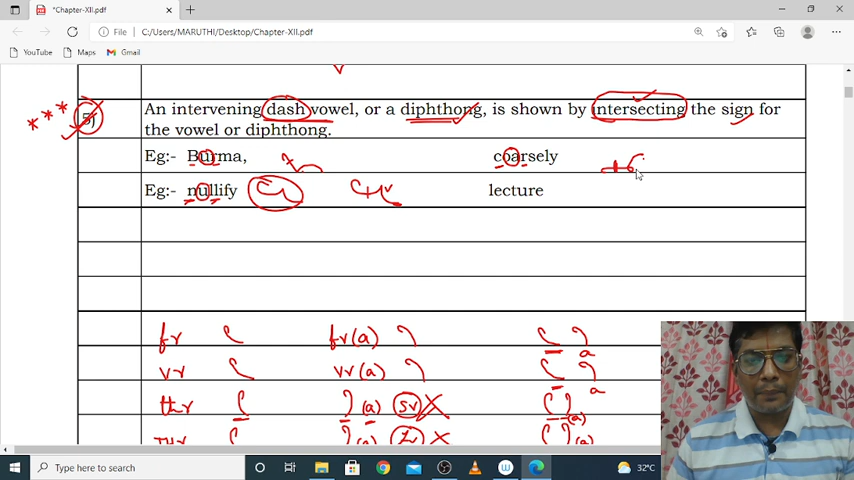 *Chapter-XII.pdf
File
C:/Users/MARUTHI/Desktop/Chapter-XII.pdf
YouTube
Maps
Gmail
*** 5) An intervening dash vowel, or a diphthong, is shown by intersecting the sign for
the vowel or diphthong.
Eg:- Burma, coarsely
Eg:- nullify lecture
fr fr(a) a
vr vr(a) a
thr (a) sr (a)
(a) zr (a)
Type here to search
32°C